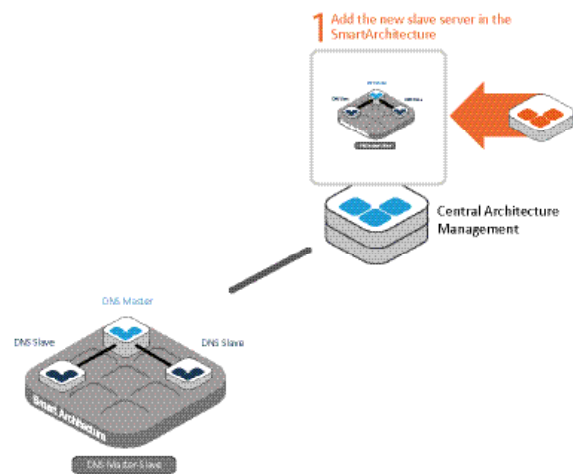 1 Add the new slave server in the
SmartArchitecture
Central Architecture
Management
DNS Master
DNS Slave
DNS Slave
Smart Architecture
DNS Master-Slave